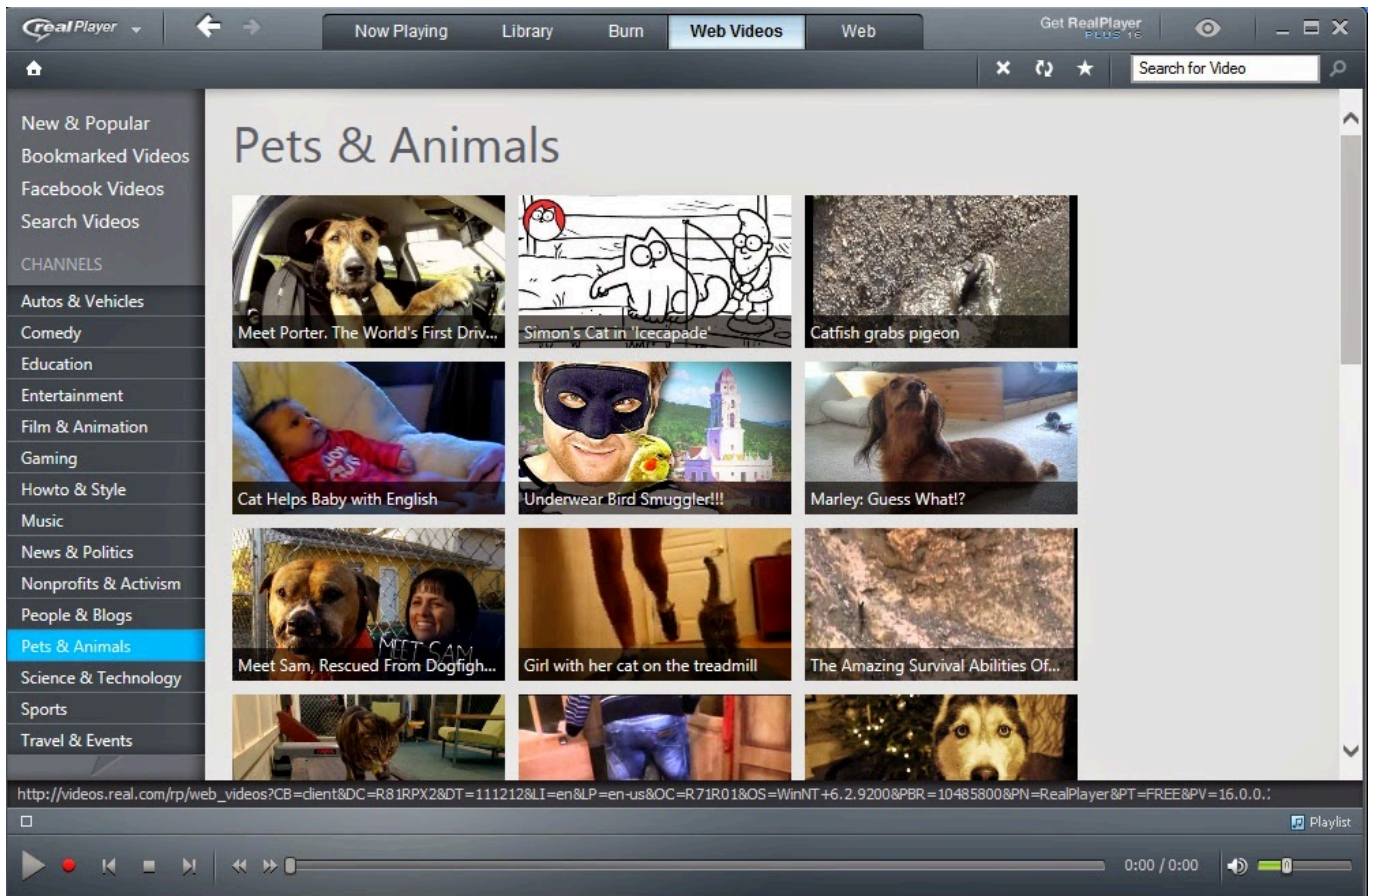 real Player
Now Playing
Library
Burn
Web Videos
Web
Get RealPlayer
PLUS 16
Search for Video
New & Popular
Bookmarked Videos
Facebook Videos
Search Videos
CHANNELS
Autos & Vehicles
Comedy
Education
Entertainment
Film & Animation
Gaming
Howto & Style
Music
News & Politics
Nonprofits & Activism
People & Blogs
Pets & Animals
Science & Technology
Sports
Travel & Events
Pets & Animals
Meet Porter. The World's First Driv...
Simon's Cat in 'Icecapade'
Catfish grabs pigeon
Cat Helps Baby with English
Underwear Bird Smuggler!!!
Marley: Guess What!?
MEET SAM
Meet Sam, Rescued From Dogfigh...
Girl with her cat on the treadmill
The Amazing Survival Abilities Of...
http://videos.real.com/rp/web_videos?CB=client&DC=R81RPX2&DT=111212&LI=en&LP=en-us&OC=R71R01&OS=WinNT+6.2.9200&PBR=10485800&PN=RealPlayer&PT=FREE&PV=16.0.0.
Playlist
0:00 / 0:00